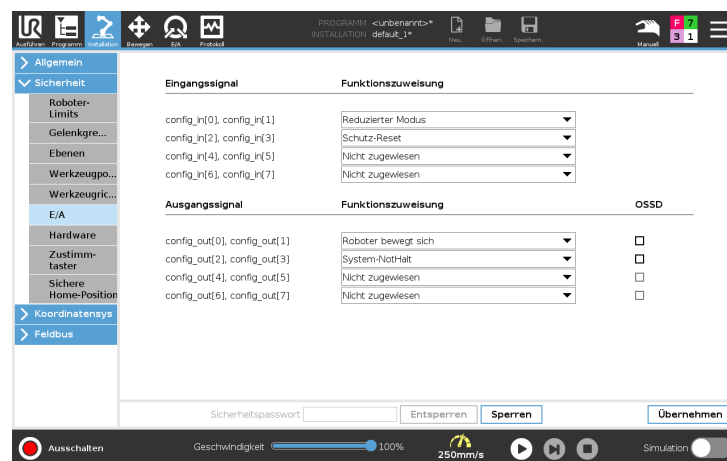 PROGRAMM <unbenannt>*
INSTALLATION default_1*
Ausführen Programm Installation Bewegen E/A Protokoll Neu... Öffnen... Speichern... Manuell
F 7
3 1
Allgemein
Sicherheit
Roboter-
Limits
Gelenkgre...
Ebenen
Werkzeugpo...
Werkzeugric...
E/A
Hardware
Zustimm-
taster
Sichere
Home-Position
Koordinatensys
Feldbus
Eingangssignal Funktionszuweisung
config_in[0], config_in[1] Reduzierter Modus
config_in[2], config_in[3] Schutz-Reset
config_in[4], config_in[5] Nicht zugewiesen
config_in[6], config_in[7] Nicht zugewiesen
Ausgangssignal Funktionszuweisung OSSD
config_out[0], config_out[1] Roboter bewegt sich
config_out[2], config_out[3] System-NotHalt
config_out[4], config_out[5] Nicht zugewiesen
config_out[6], config_out[7] Nicht zugewiesen
Sicherheitspasswort Entsperren Sperren Übernehmen
Ausschalten Geschwindigkeit 100% 250mm/s Simulation